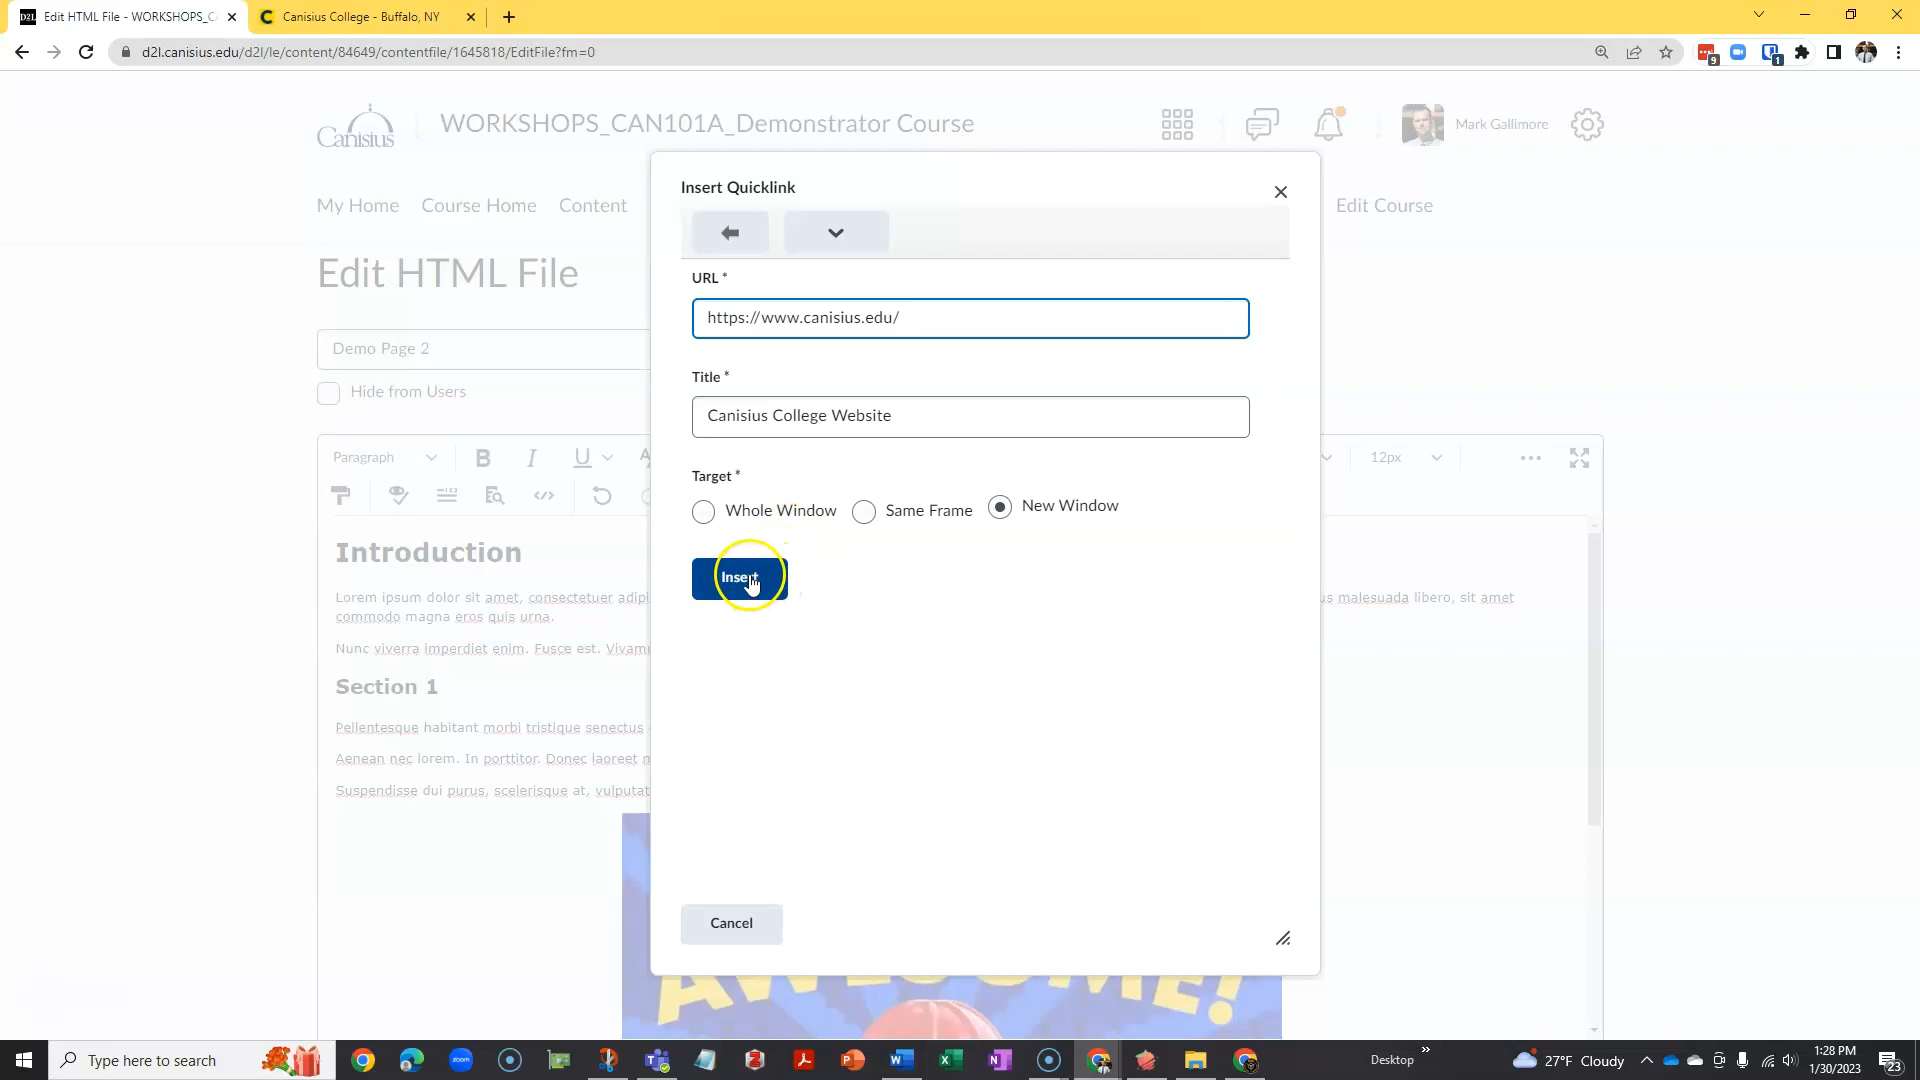 D2L Edit HTML File - WORKSHOPS_C
Canisius College - Buffalo, NY
d2l.canisius.edu/d2l/le/content/84649/contentfile/1645818/EditFile?fm=0
9
1
Canisius
WORKSHOPS_CAN101A_Demonstrator Course
Mark Gallimore
My Home Course Home Content Edit Course
Edit HTML File
Demo Page 2
Hide from Users
Paragraph B I U 12px
Introduction
Lorem ipsum dolor sit amet, consectetuer adipi
malesuada libero, sit amet
commodo magna eros quis urna.
Nunc viverra imperdiet enim. Fusce est. Vivam
Section 1
Pellentesque habitant morbi tristique senectus
Aenean nec lorem. In porttitor. Donec laoreet
Suspendisse dui purus, scelerisque at, vulputat
AWESOME!
Insert Quicklink
URL *
https://www.canisius.edu/
Title *
Canisius College Website
Target *
Whole Window Same Frame New Window
Insert
Cancel
Type here to search
zoom
Desktop
27°F Cloudy
1:28 PM
1/30/2023
23